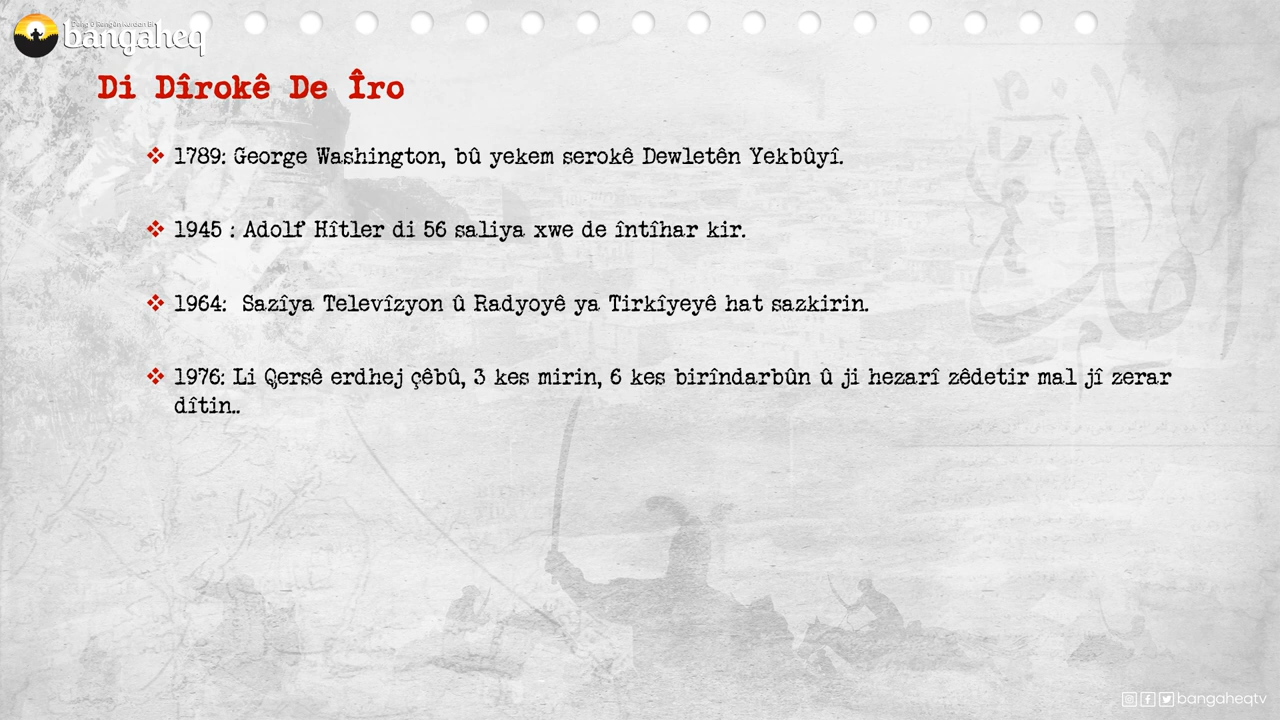 bangaheq
Di Dîrokê De Îro
❖ 1789: George Washington, bû yekem serokê Dewletên Yekbûyî.
❖ 1945 : Adolf Hîtler di 56 saliya xwe de întîhar kir.
❖ 1964: Sazîya Televîzyon û Radyoyê ya Tirkîyeyê hat sazkirin.
❖ 1976: Li Qersê erdhej çêbû, 3 kes mirin, 6 kes birîndarbûn û ji hezarî zêdetir mal jî zerar
dîtin..
bangaheqtv